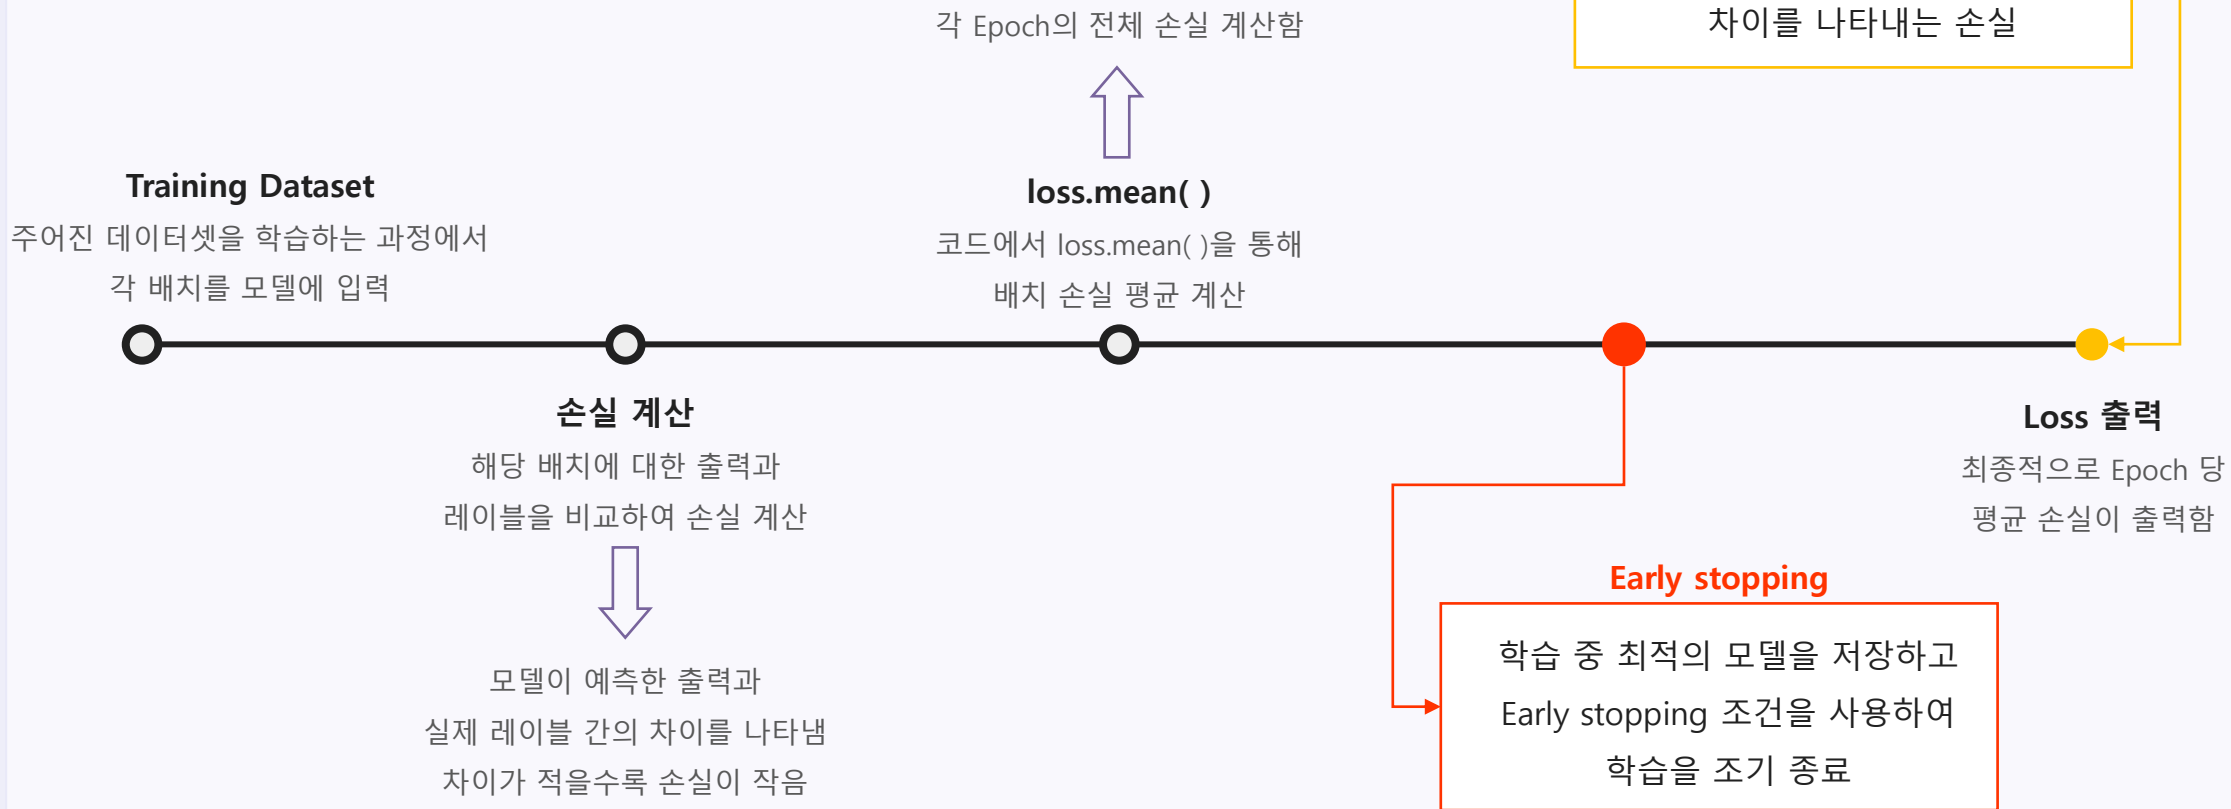 각 Epoch의 전체 손실 계산함
차이를 나타내는 손실
Training Dataset
주어진 데이터셋을 학습하는 과정에서
각 배치를 모델에 입력
loss.mean( )
코드에서 loss.mean( )을 통해
배치 손실 평균 계산
손실 계산
해당 배치에 대한 출력과
레이블을 비교하여 손실 계산
모델이 예측한 출력과
실제 레이블 간의 차이를 나타냄
차이가 적을수록 손실이 작음
Early stopping
학습 중 최적의 모델을 저장하고
Early stopping 조건을 사용하여
학습을 조기 종료
Loss 출력
최종적으로 Epoch 당
평균 손실이 출력함